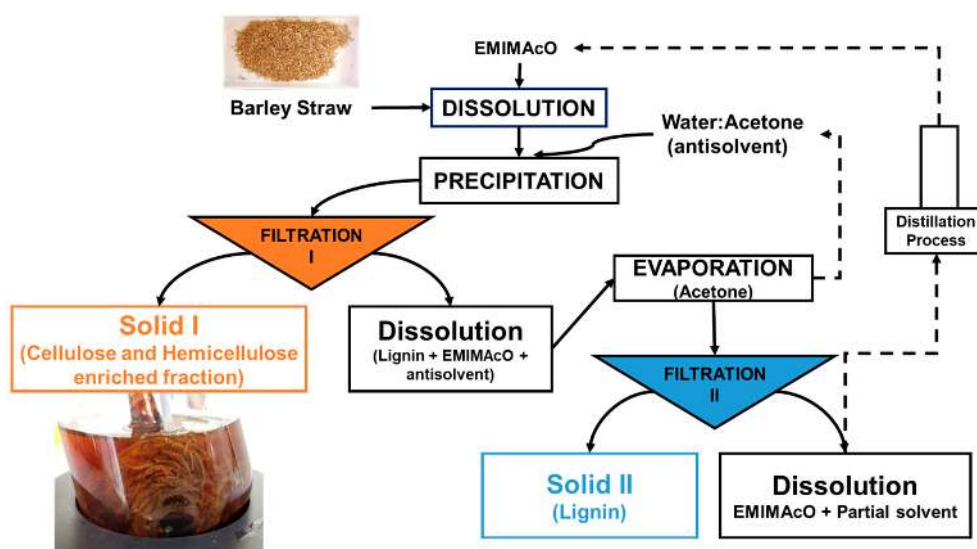 EMIMAcO
Barley Straw
DISSOLUTION
Water:Acetone
(antisolvent)
PRECIPITATION
Distillation
Process
FILTRATION
I
EVAPORATION
(Acetone)
Solid I
(Cellulose and Hemicellulose
enriched fraction)
Dissolution
(Lignin + EMIMAcO +
antisolvent)
FILTRATION
II
Solid II
(Lignin)
Dissolution
EMIMAcO + Partial solvent